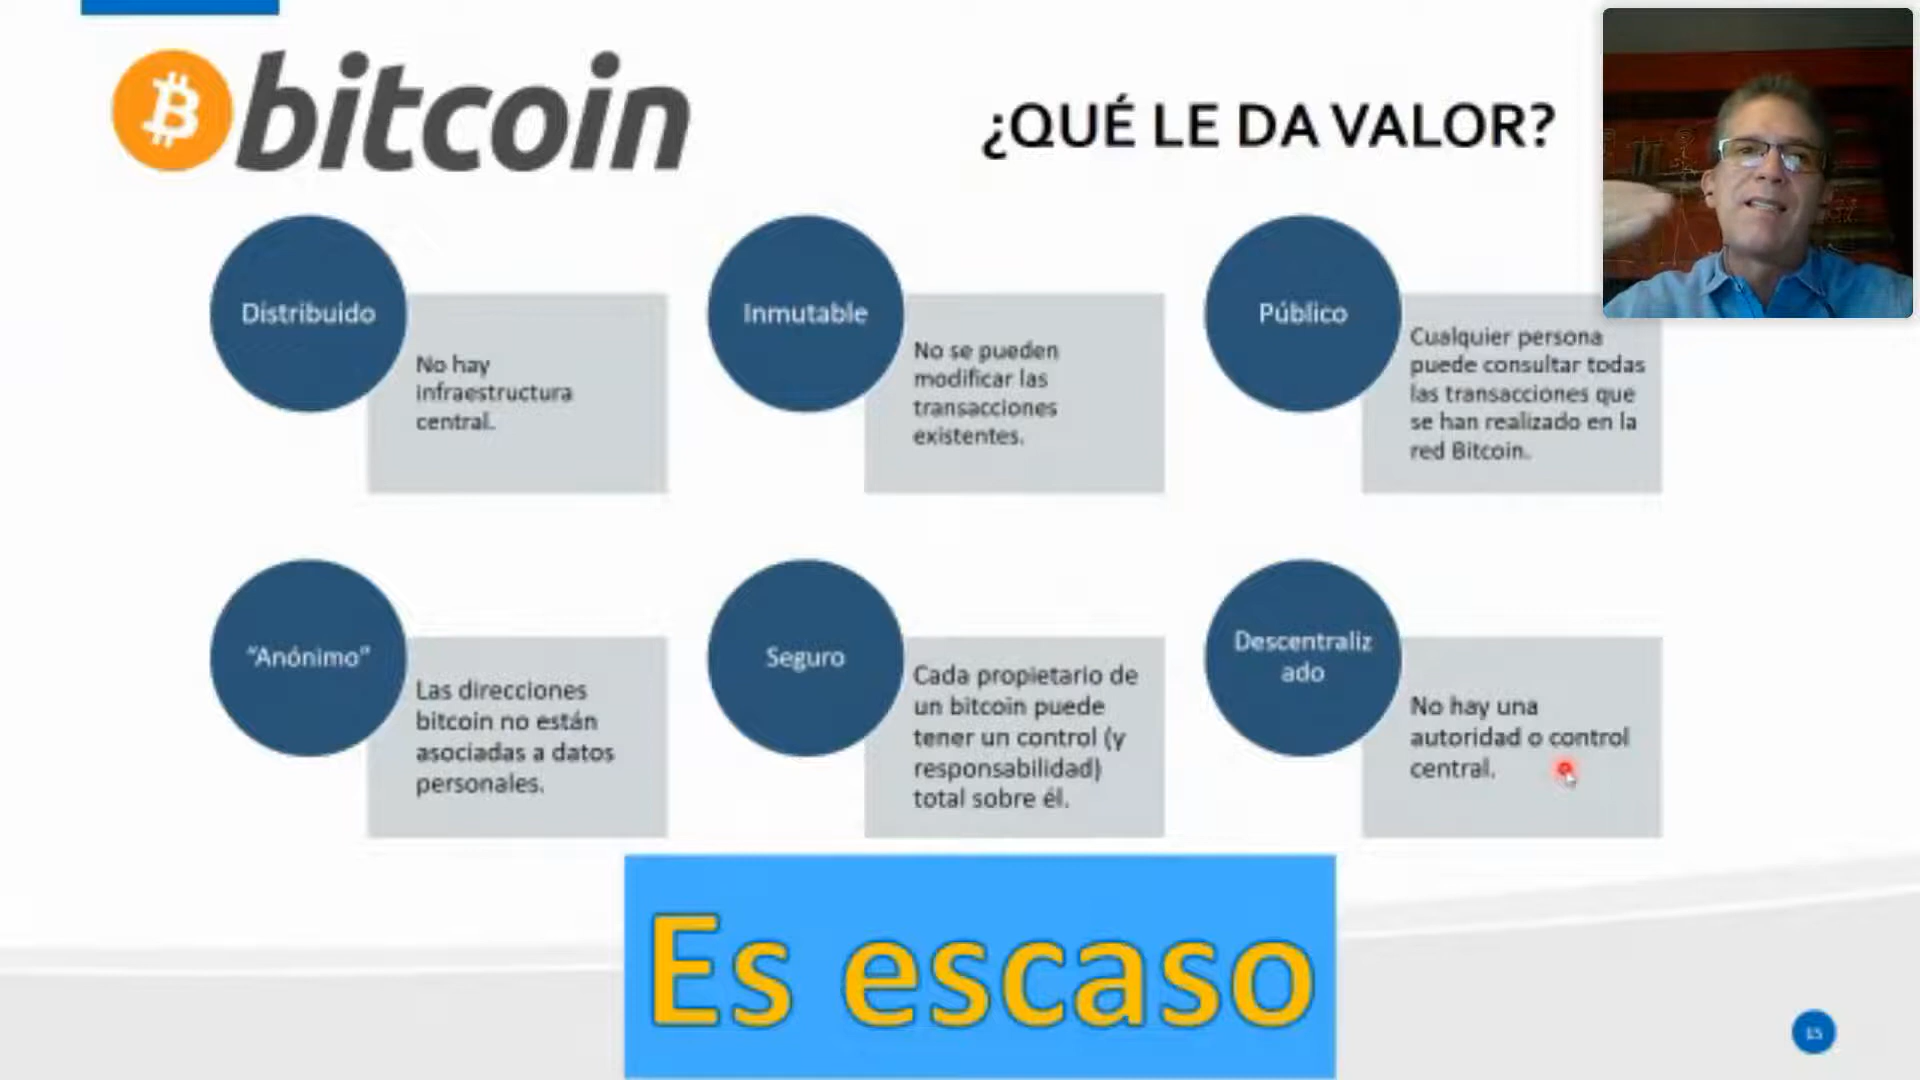 bitcoin
¿QUÉ LE DA VALOR?
Distribuido
No hay
infraestructura
central.
Inmutable
No se pueden
modificar las
transacciones
existentes.
Público
Cualquier persona
puede consultar todas
las transacciones que
se han realizado en la
red Bitcoin.
“Anónimo”
Las direcciones
bitcoin no están
asociadas a datos
personales.
Seguro
Cada propietario de
un bitcoin puede
tener un control (y
responsabilidad)
total sobre él.
Descentraliz
ado
No hay una
autoridad o control
central.
Es escaso
15